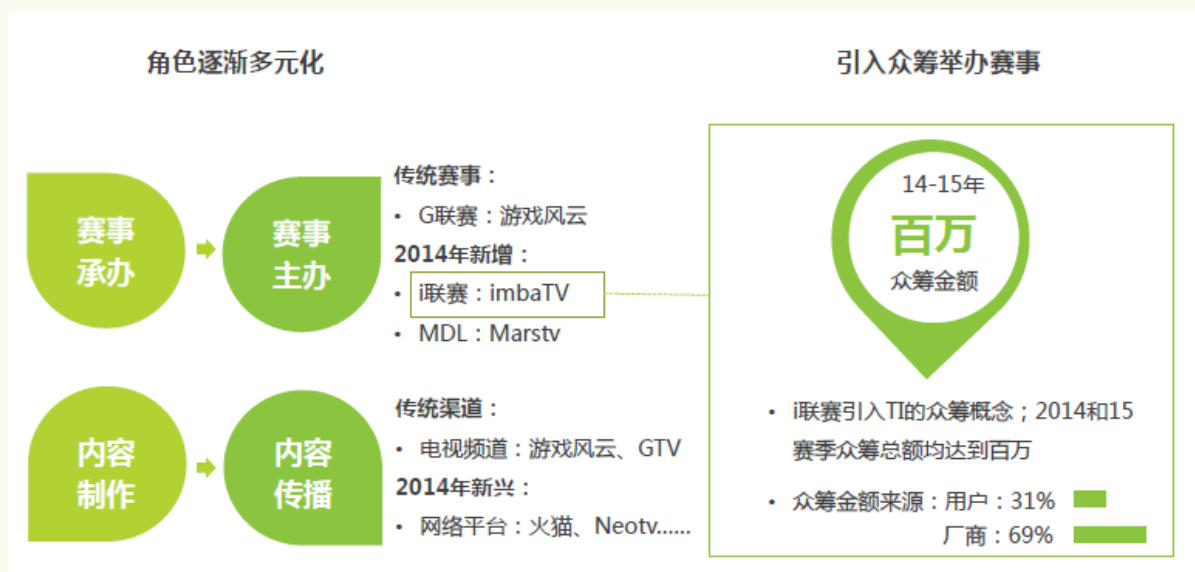 角色逐渐多元化
引入众筹举办赛事
赛事
承办
赛事
主办
传统赛事：
• G联赛：游戏风云
2014年新增：
• i联赛：imbaTV
• MDL：Marstv
内容
制作
内容
传播
传统渠道：
• 电视频道：游戏风云、GTV
2014年新兴：
• 网络平台：火猫、Neotv......
14-15年
百万
众筹金额
• i联赛引入TI的众筹概念；2014和15
赛季众筹总额均达到百万
• 众筹金额来源：用户：31%
厂商：69%